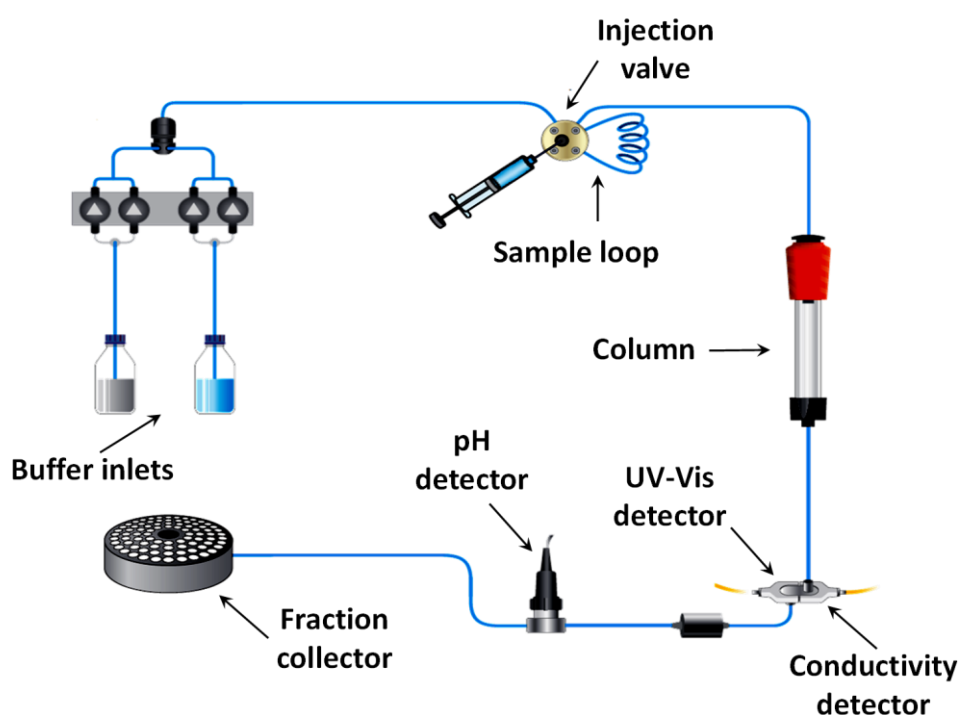 Injection
valve
Sample loop
Column
Buffer inlets
pH
detector
UV-Vis
detector
Fraction
collector
Conductivity
detector